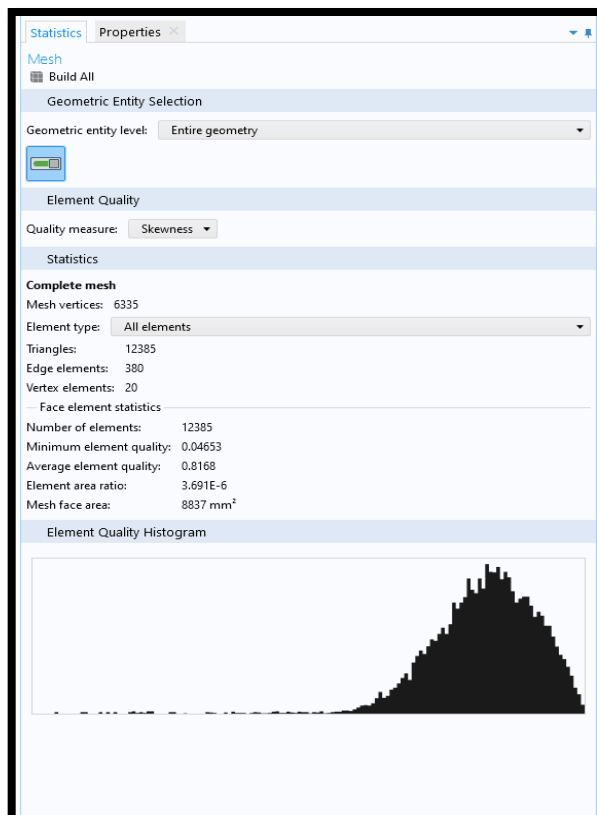 Statistics Properties
Mesh
Build All
Geometric Entity Selection
Geometric entity level: Entire geometry
Element Quality
Quality measure: Skewness
Statistics
Complete mesh
Mesh vertices: 6335
Element type: All elements
Triangles: 12385
Edge elements: 380
Vertex elements: 20
Face element statistics
Number of elements: 12385
Minimum element quality: 0.04653
Average element quality: 0.8168
Element area ratio: 3.691E-6
Mesh face area: 8837 mm²
Element Quality Histogram